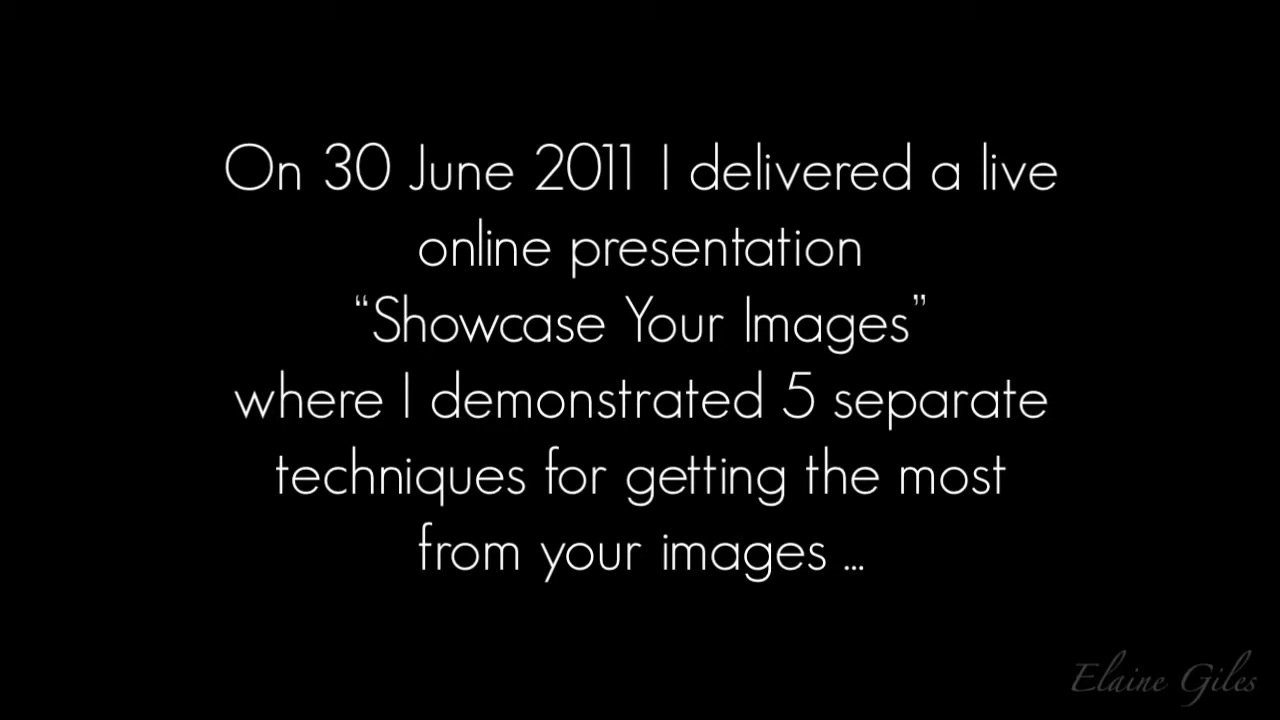 On 30 June 2011 I delivered a live
online presentation
“Showcase Your Images”
where I demonstrated 5 separate
techniques for getting the most
from your images ...
Elaine Giles